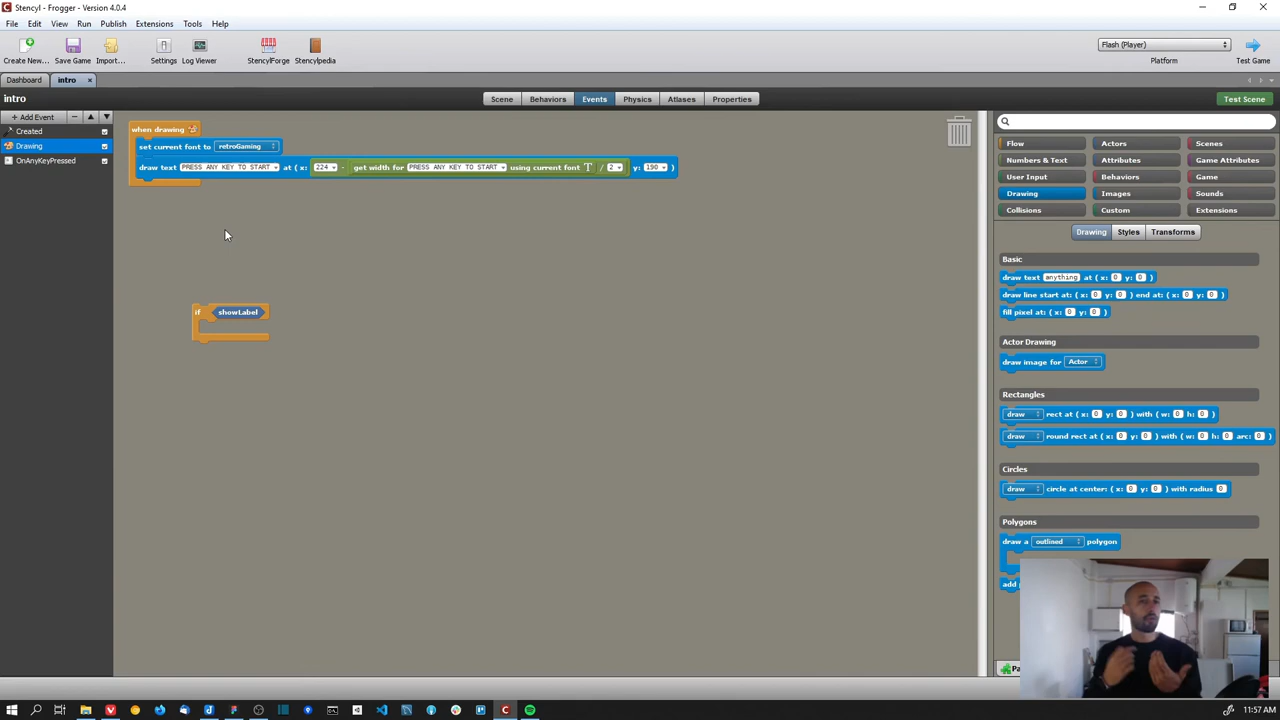 Stencyl - Frogger - Version 4.0.4
File Edit View Run Publish Extensions Tools Help
Create New... Save Game Import... Settings Log Viewer StencylForge Stencylpedia
Flash (Player)
Platform Test Game
Dashboard intro ×
intro Scene Behaviors Events Physics Atlases Properties Test Scene
+ Add Event
Created
Drawing
OnAnyKeyPressed
when drawing
set current font to retroGaming
draw text PRESS ANY KEY TO START at ( x: 224 - get width for PRESS ANY KEY TO START using current font T / 2 y: 190 )
if showLabel
Flow Actors Scenes
Numbers & Text Attributes Game Attributes
User Input Behaviors Game
Drawing Images Sounds
Collisions Custom Extensions
Drawing Styles Transforms
Basic
draw text anything at ( x: 0 y: 0 )
draw line start at: ( x: 0 y: 0 ) end at: ( x: 0 y: 0 )
fill pixel at: ( x: 0 y: 0 )
Actor Drawing
draw image for Actor
Rectangles
draw rect at ( x: 0 y: 0 ) with ( w: 0 h: 0 )
draw round rect at ( x: 0 y: 0 ) with ( w: 0 h: 0 arc: 0 )
Circles
draw circle at center: ( x: 0 y: 0 ) with radius 0
Polygons
draw a outlined polygon
add
11:57 AM